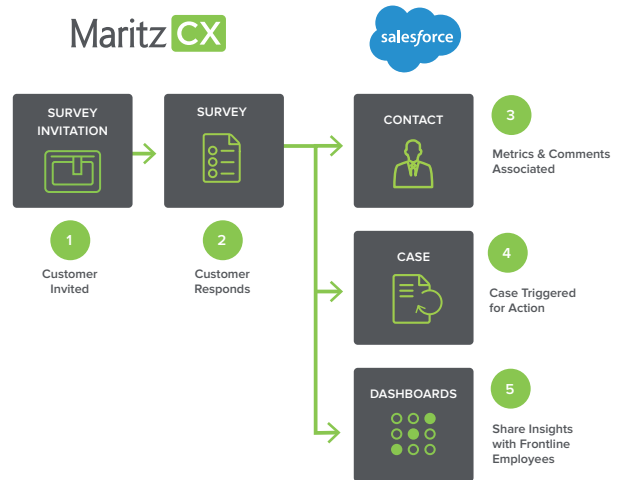 Maritz CX
salesforce
SURVEY
INVITATION
SURVEY
CONTACT
3
Metrics & Comments
Associated
1
Customer
Invited
2
Customer
Responds
CASE
4
Case Triggered
for Action
DASHBOARDS
5
Share Insights
with Frontline
Employees